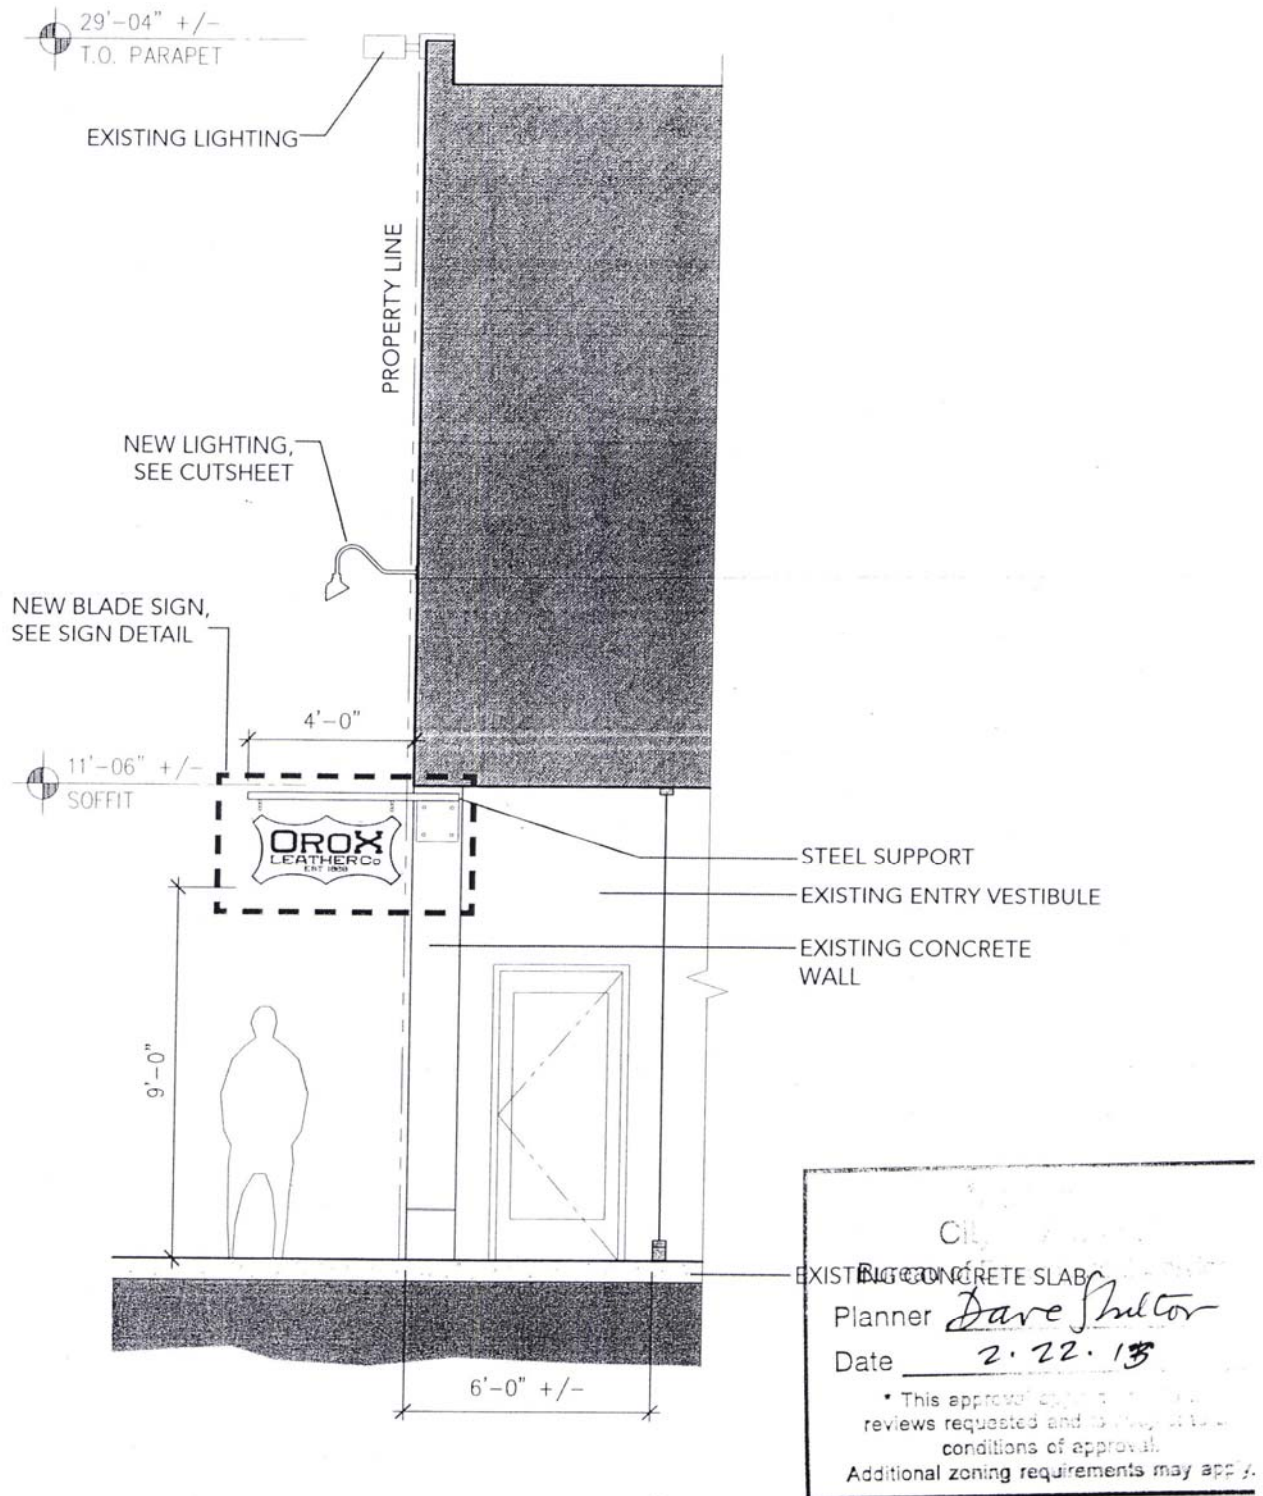 29'-04" +/-
T.O. PARAPET
EXISTING LIGHTING
PROPERTY LINE
NEW LIGHTING,
SEE CUTSHEET
NEW BLADE SIGN,
SEE SIGN DETAIL
4'-0"
11'-06" +/-
SOFFIT
OROX
LEATHER Co
STEEL SUPPORT
EXISTING ENTRY VESTIBULE
EXISTING CONCRETE
WALL
9'-0"
EXISTING CONCRETE SLAB
Planner Dave
Date 2.22.13
6'-0" +/-
* This approval
reviews requested and
conditions of approval.
Additional zoning requirements may apply.